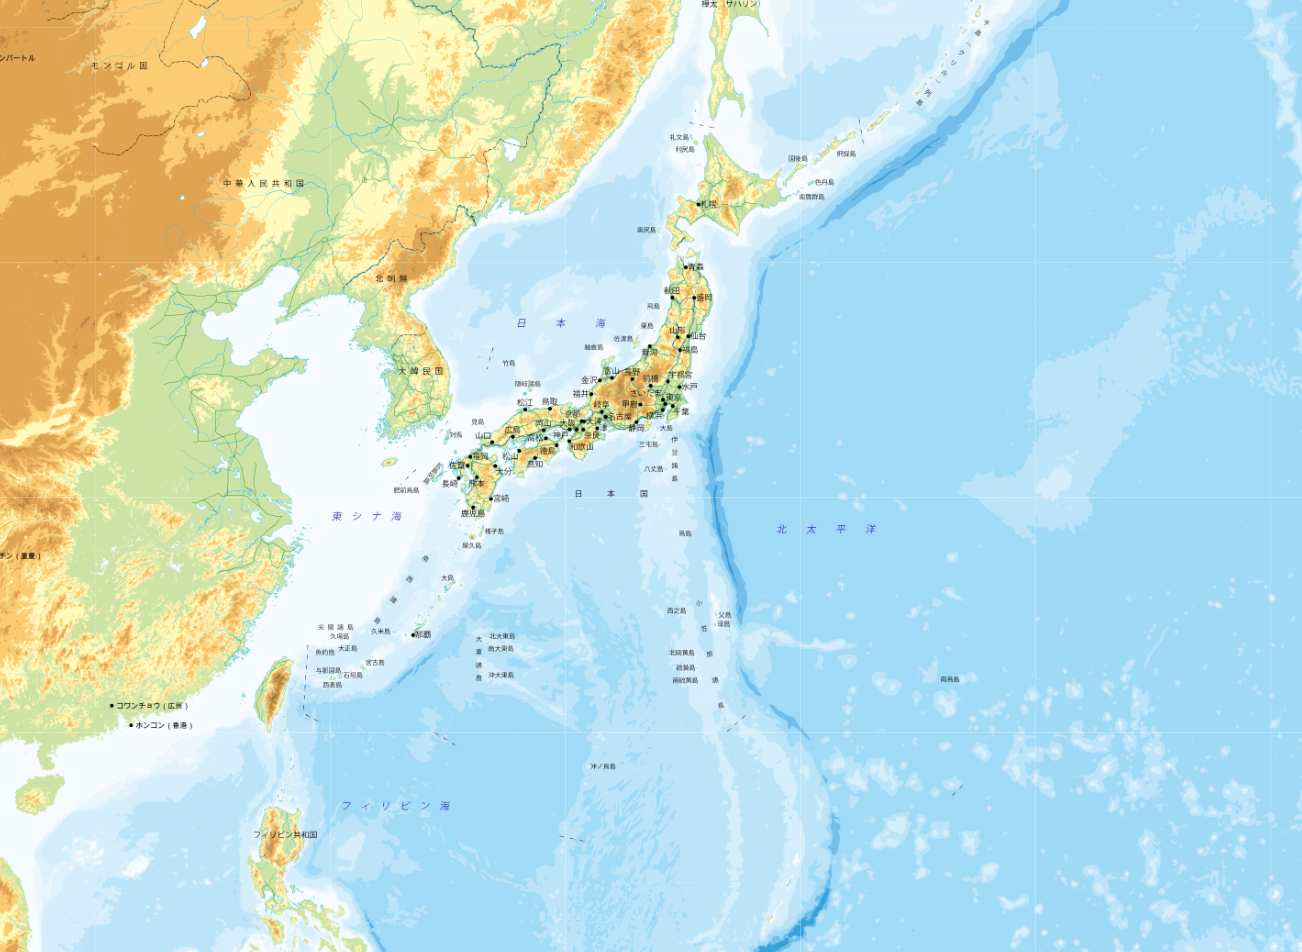 樺太（サハリン）
ンバートル
モンゴル国
千島（クリル）列島
礼文島
利尻島
国後島
択捉島
中華人民共和国
色丹島
歯舞群島
札幌
奥尻島
青森
北朝鮮
秋田
盛岡
飛島
日本海
粟島
山形
仙台
佐渡島
舳倉島
新潟
福島
竹島
大韓民国
富山
長野
前橋
宇都宮
金沢
隠岐諸島
水戸
福井
さいたま
東京
松江
鳥取
岐阜
甲府
千葉
京都
名古屋
横浜
見島
岡山
大阪
大津
津
静岡
大島
対馬
山口
広島
高松
神戸
奈良
伊豆諸島
和歌山
三宅島
福岡
松山
徳島
佐賀
高知
大分
八丈島
長崎
熊本
肥前鳥島
宮崎
日本国
鹿児島
東シナ海
北太平洋
種子島
鳥島
屋久島
チン（重慶）
南西諸島
大島
西之島
小笠原諸島
父島
母島
尖閣諸島
久場島
久米島
那覇
大東諸島
北大東島
大正島
南大東島
魚釣島
北硫黄島
宮古島
与那国島
石垣島
硫黄島
沖大東島
西表島
南硫黄島
南鳥島
コワンチョウ（広州）
ホンコン（香港）
沖ノ鳥島
フィリピン海
フィリピン共和国